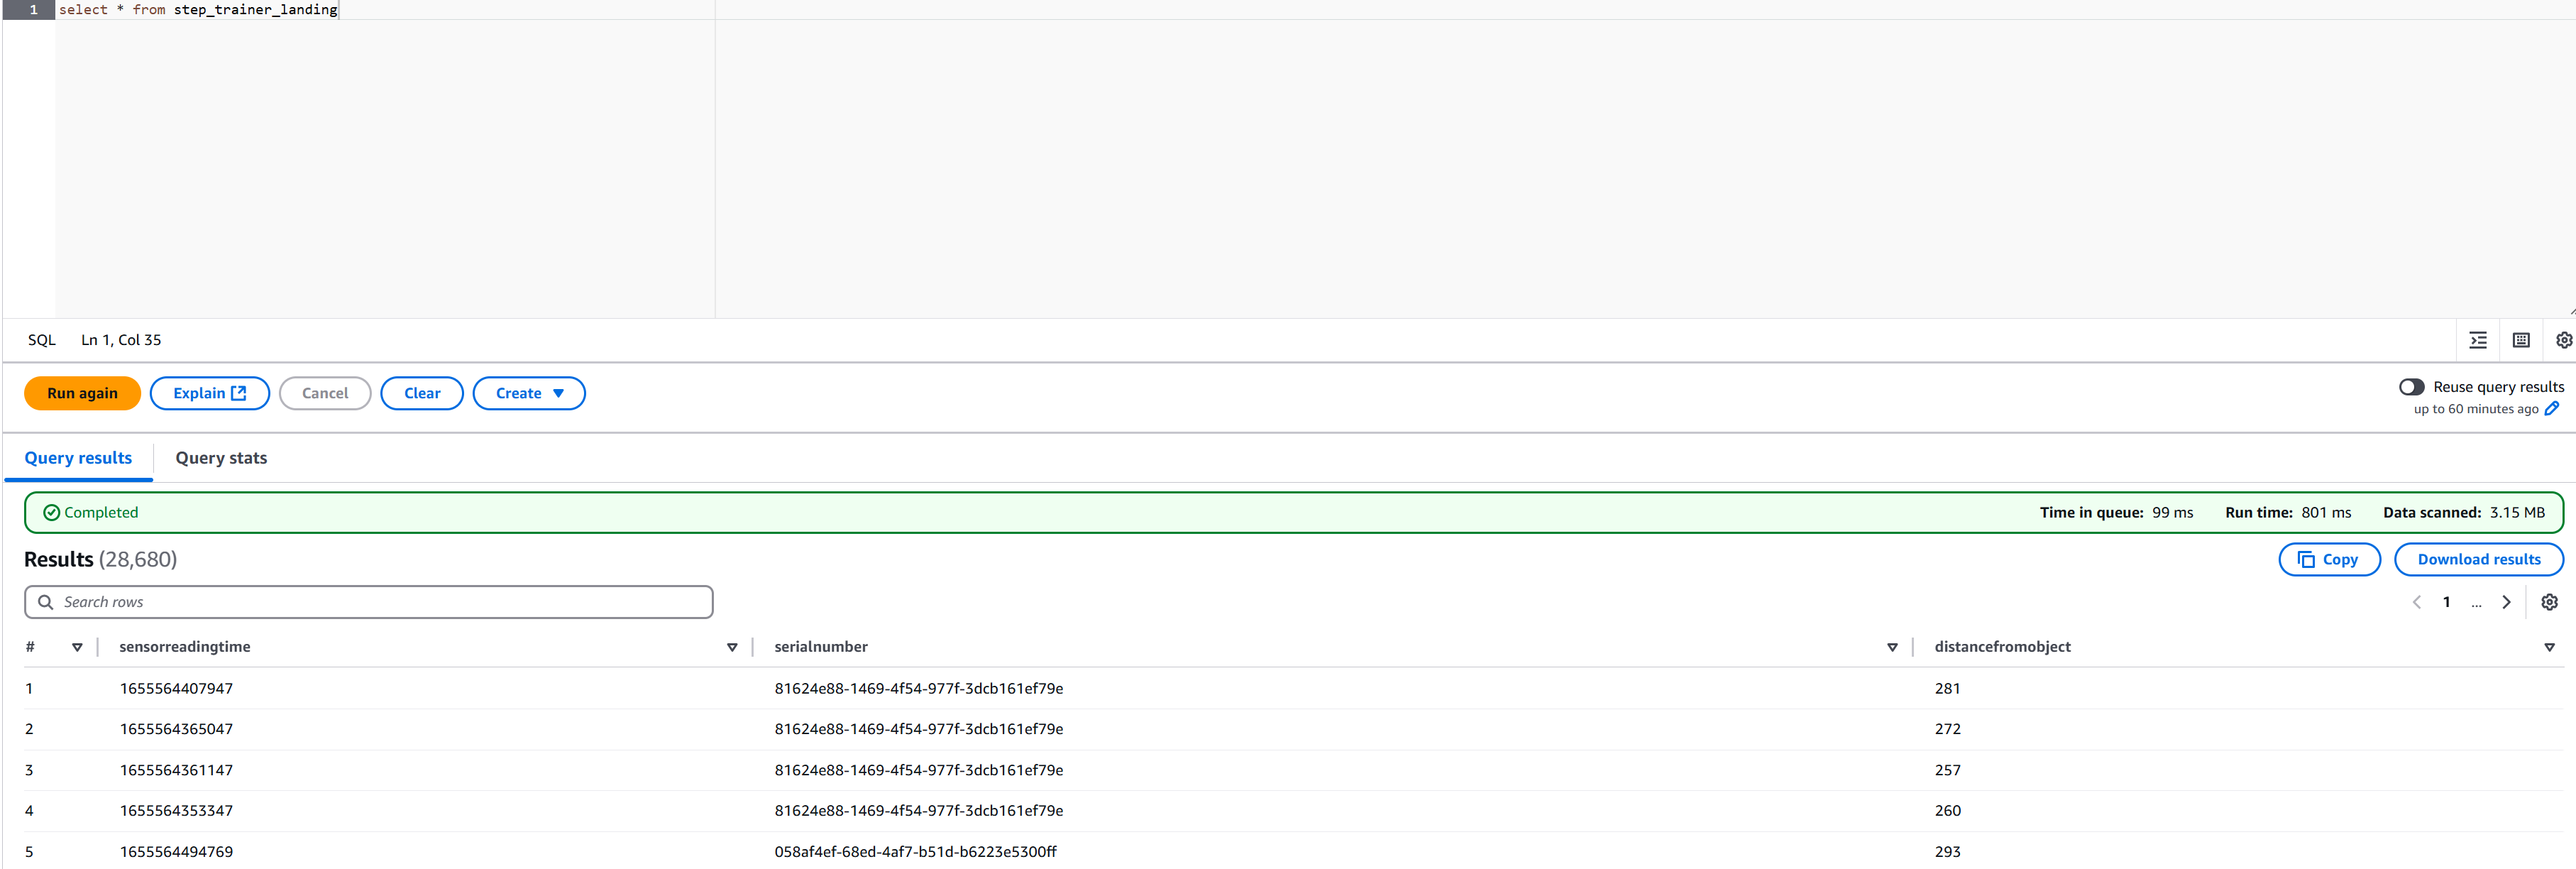 1 select * from step_trainer_landing
SQL Ln 1, Col 35
Run again Explain Cancel Clear Create Reuse query results
up to 60 minutes ago
Query results Query stats
Completed Time in queue: 99 ms Run time: 801 ms Data scanned: 3.15 MB
Results (28,680) Copy Download results
Search rows 1 ...
# sensorreadingtime serialnumber distancefromobject
1 1655564407947 81624e88-1469-4f54-977f-3dcb161ef79e 281
2 1655564365047 81624e88-1469-4f54-977f-3dcb161ef79e 272
3 1655564361147 81624e88-1469-4f54-977f-3dcb161ef79e 257
4 1655564353347 81624e88-1469-4f54-977f-3dcb161ef79e 260
5 1655564494769 058af4ef-68ed-4af7-b51d-b6223e5300ff 293